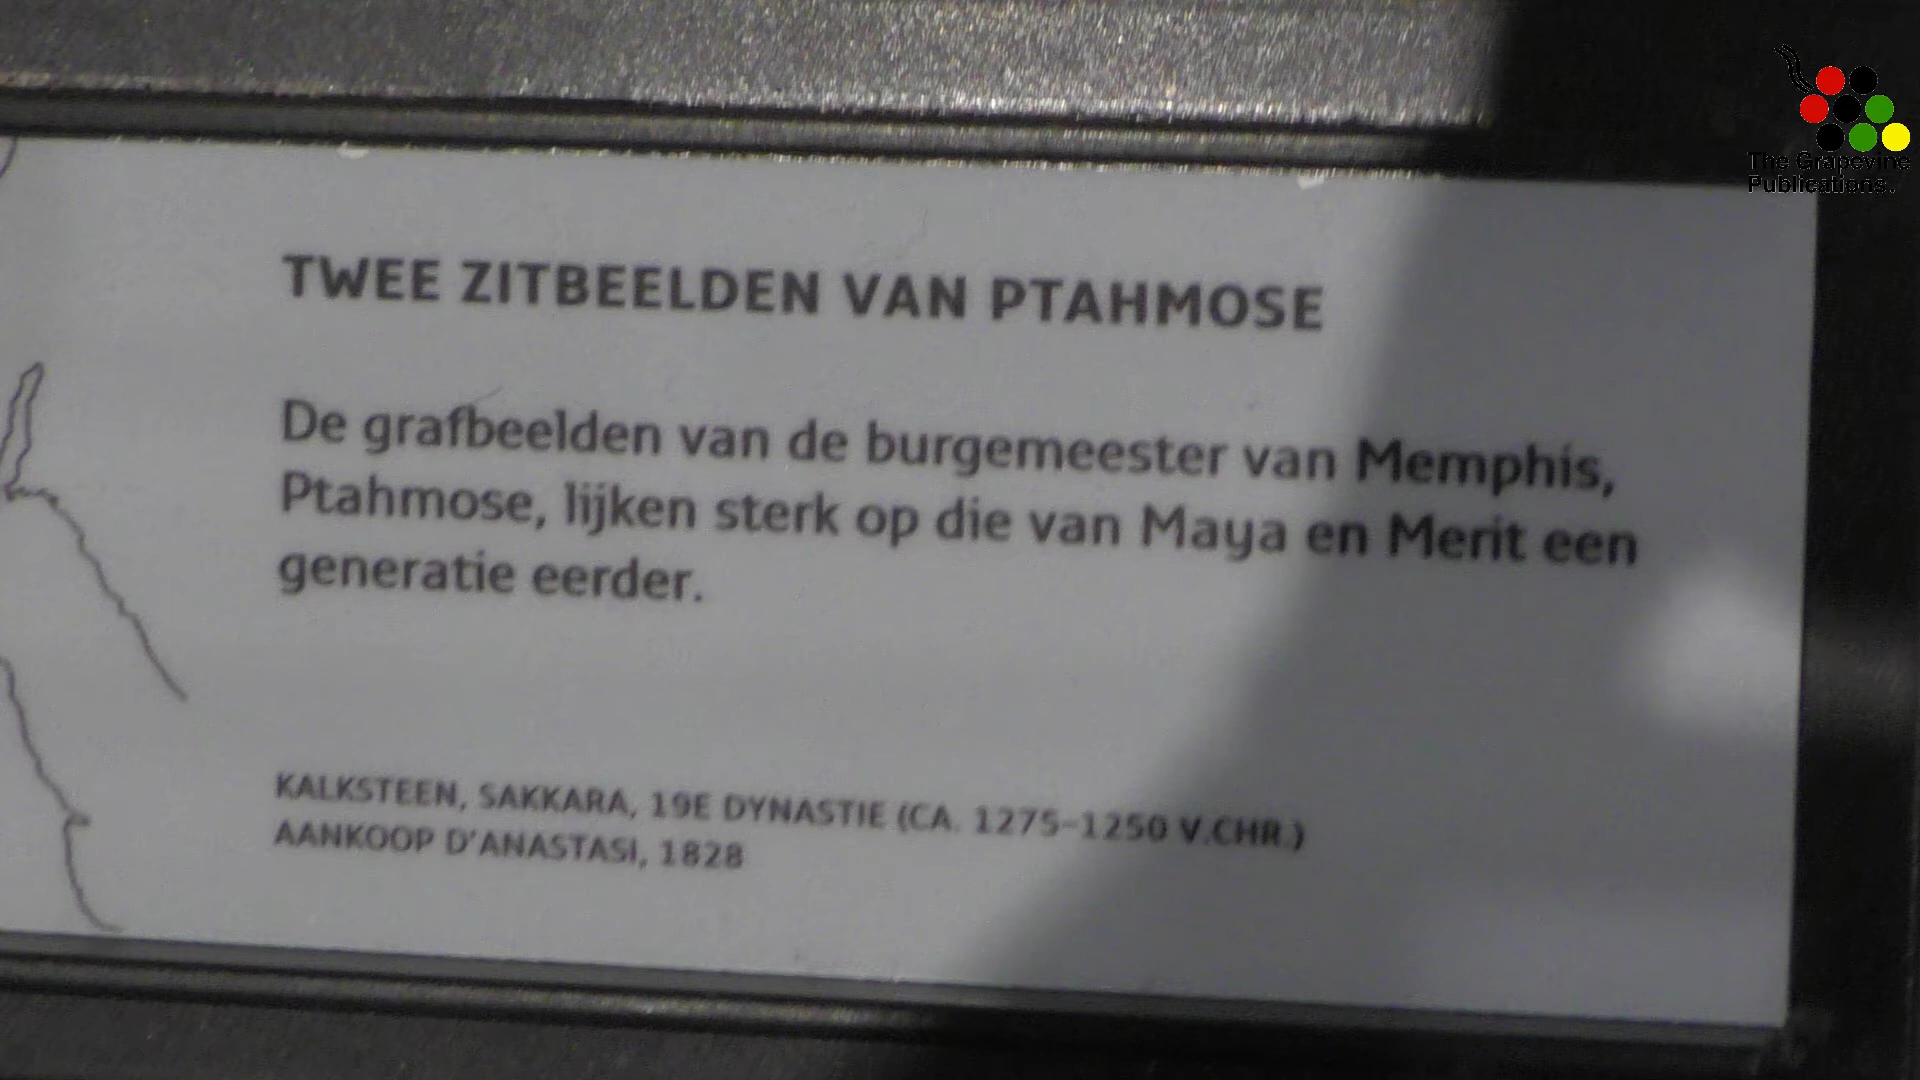 The Grapevine
Publications.
TWEE ZITBEELDEN VAN PTAHMOSE
De grafbeelden van de burgemeester van Memphis,
Ptahmose, lijken sterk op die van Maya en Merit een
generatie eerder.
KALKSTEEN, SAKKARA, 19E DYNASTIE (CA. 1275-1250 V.CHR.)
AANKOOP D'ANASTASI, 1828